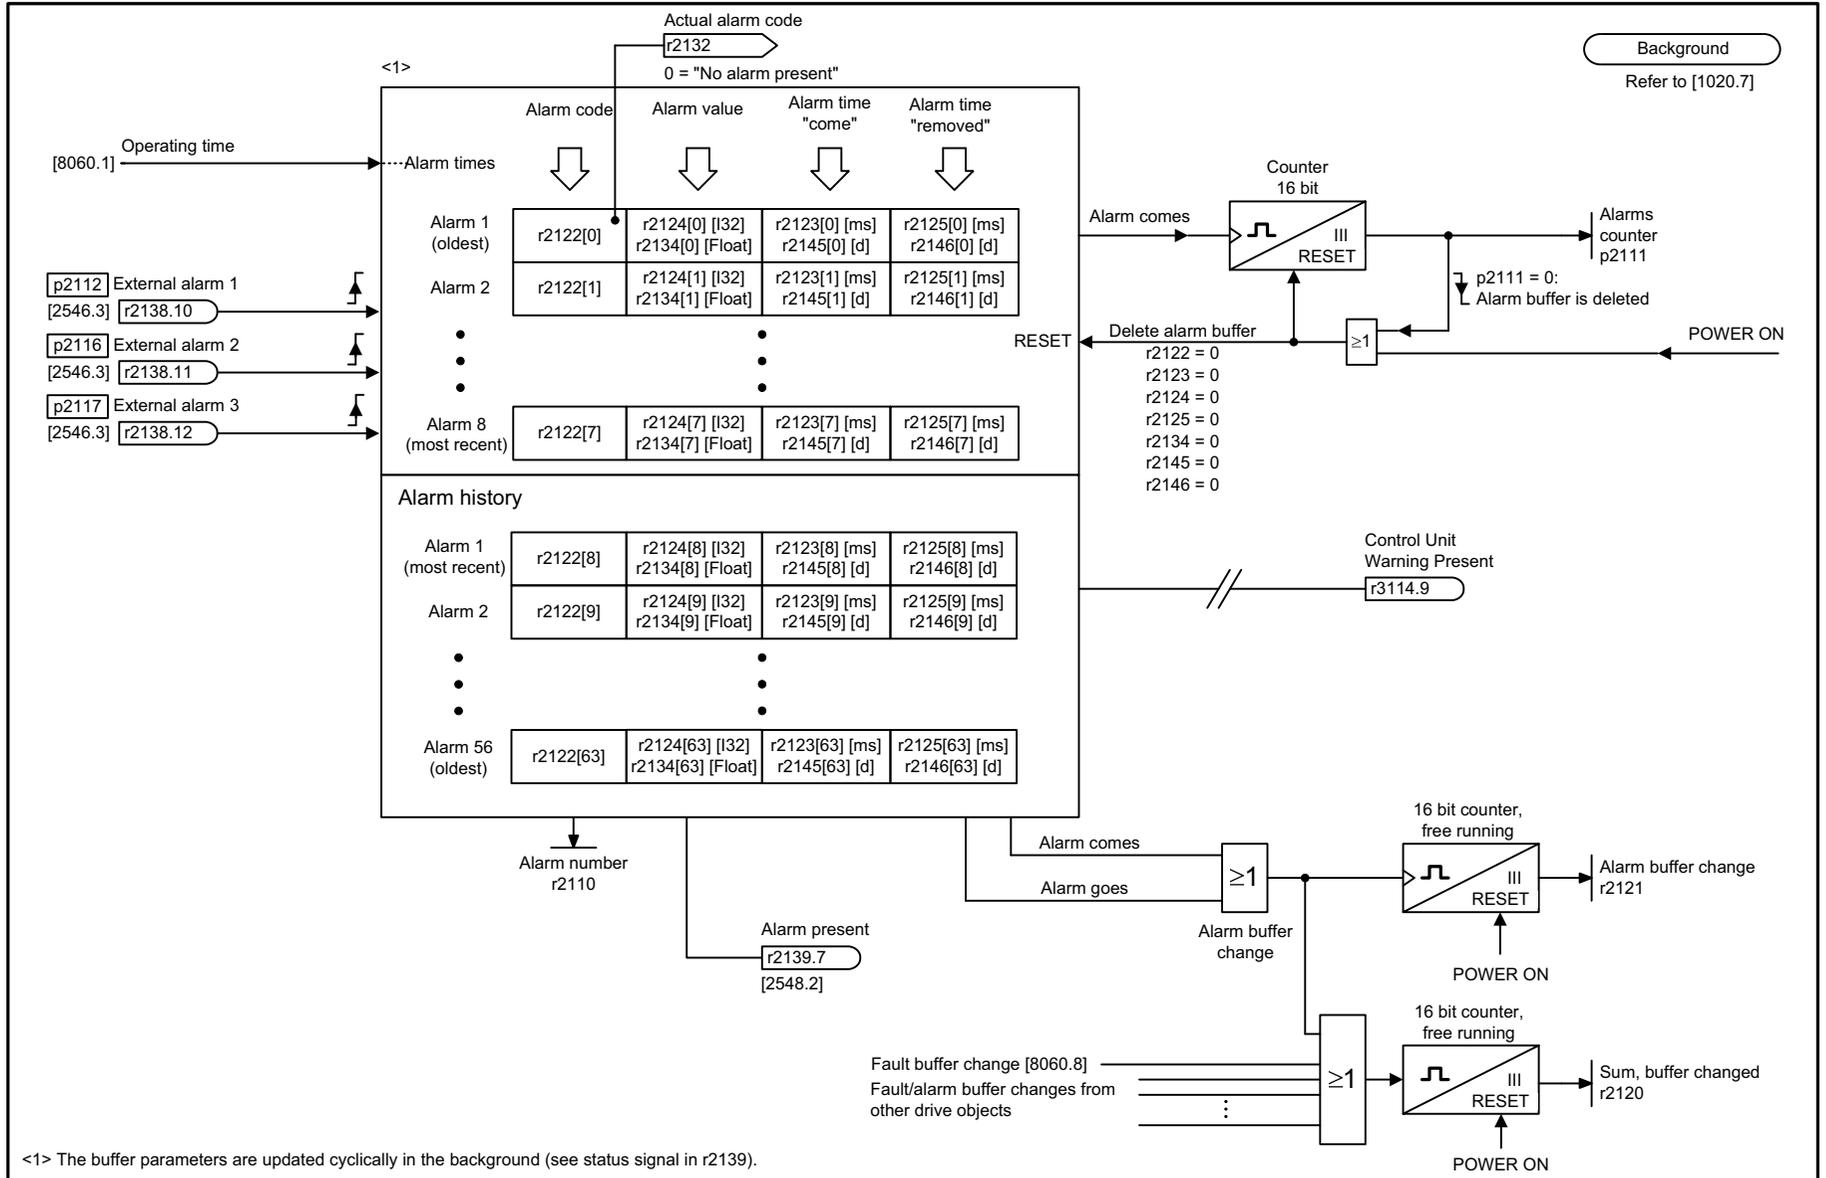 Actual alarm code
r2132
0 = "No alarm present"
Background
Refer to [1020.7]
<1>
Alarm code
Alarm value
Alarm time
"come"
Alarm time
"removed"
Operating time
[8060.1]
Alarm times
Alarm 1
(oldest)
r2122[0]
r2124[0] [I32]
r2134[0] [Float]
r2123[0] [ms]
r2145[0] [d]
r2125[0] [ms]
r2146[0] [d]
Alarm 2
r2122[1]
r2124[1] [I32]
r2134[1] [Float]
r2123[1] [ms]
r2145[1] [d]
r2125[1] [ms]
r2146[1] [d]
Alarm 8
(most recent)
r2122[7]
r2124[7] [I32]
r2134[7] [Float]
r2123[7] [ms]
r2145[7] [d]
r2125[7] [ms]
r2146[7] [d]
p2112 External alarm 1
[2546.3] r2138.10
p2116 External alarm 2
[2546.3] r2138.11
p2117 External alarm 3
[2546.3] r2138.12
Alarm comes
Counter
16 bit
III
RESET
Alarms
counter
p2111
p2111 = 0:
Alarm buffer is deleted
RESET
Delete alarm buffer
r2122 = 0
r2123 = 0
r2124 = 0
r2125 = 0
r2134 = 0
r2145 = 0
r2146 = 0
≥1
POWER ON
Alarm history
Alarm 1
(most recent)
r2122[8]
r2124[8] [I32]
r2134[8] [Float]
r2123[8] [ms]
r2145[8] [d]
r2125[8] [ms]
r2146[8] [d]
Alarm 2
r2122[9]
r2124[9] [I32]
r2134[9] [Float]
r2123[9] [ms]
r2145[9] [d]
r2125[9] [ms]
r2146[9] [d]
Alarm 56
(oldest)
r2122[63]
r2124[63] [I32]
r2134[63] [Float]
r2123[63] [ms]
r2145[63] [d]
r2125[63] [ms]
r2146[63] [d]
Control Unit
Warning Present
r3114.9
Alarm number
r2110
Alarm present
r2139.7
[2548.2]
Alarm comes
Alarm goes
≥1
Alarm buffer
change
16 bit counter,
free running
III
RESET
POWER ON
Alarm buffer change
r2121
Fault buffer change [8060.8]
Fault/alarm buffer changes from
other drive objects
≥1
16 bit counter,
free running
III
RESET
POWER ON
Sum, buffer changed
r2120
<1> The buffer parameters are updated cyclically in the background (see status signal in r2139).